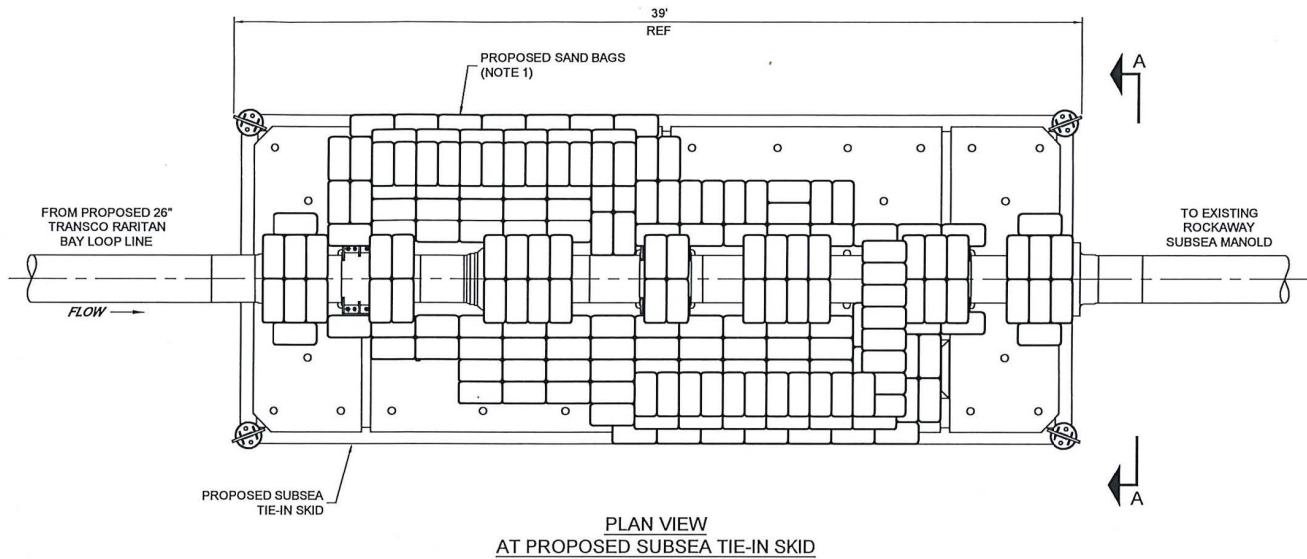 39'
REF
PROPOSED SAND BAGS
(NOTE 1)
A
FROM PROPOSED 26"
TRANSCO RARITAN
BAY LOOP LINE
TO EXISTING
ROCKAWAY
SUBSEA MANOLD
FLOW
PROPOSED SUBSEA
TIE-IN SKID
A
PLAN VIEW
AT PROPOSED SUBSEA TIE-IN SKID